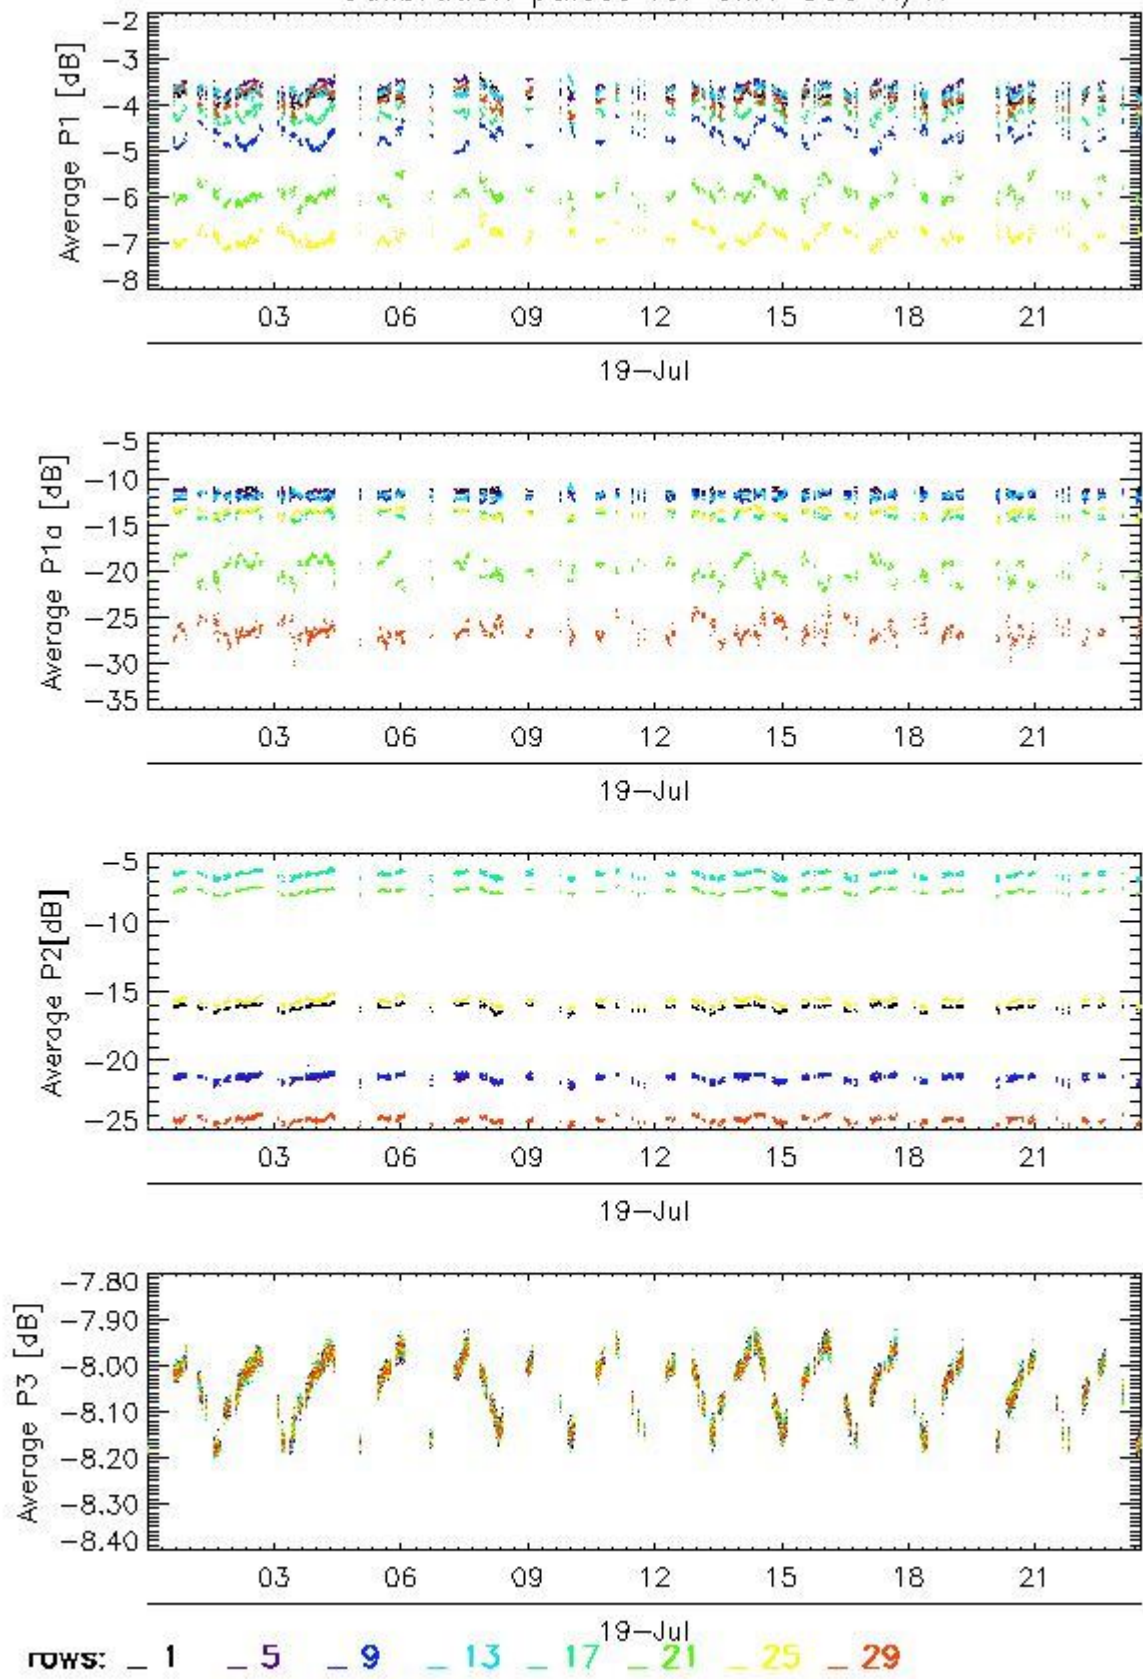 −2
−3
−4
−5
−6
−7
−8
Average P1 [dB]
03 06 09 12 15 18 21
19−Jul
−5
−10
−15
−20
−25
−30
−35
Average P1a [dB]
03 06 09 12 15 18 21
19−Jul
−5
−10
−15
−20
−25
Average P2[dB]
03 06 09 12 15 18 21
19−Jul
−7.80
−7.90
−8.00
−8.10
−8.20
−8.30
−8.40
Average P3 [dB]
03 06 09 12 15 18 21
19−Jul
rows: _ 1 _ 5 _ 9 _ 13 _ 17 _ 21 _ 25 _ 29